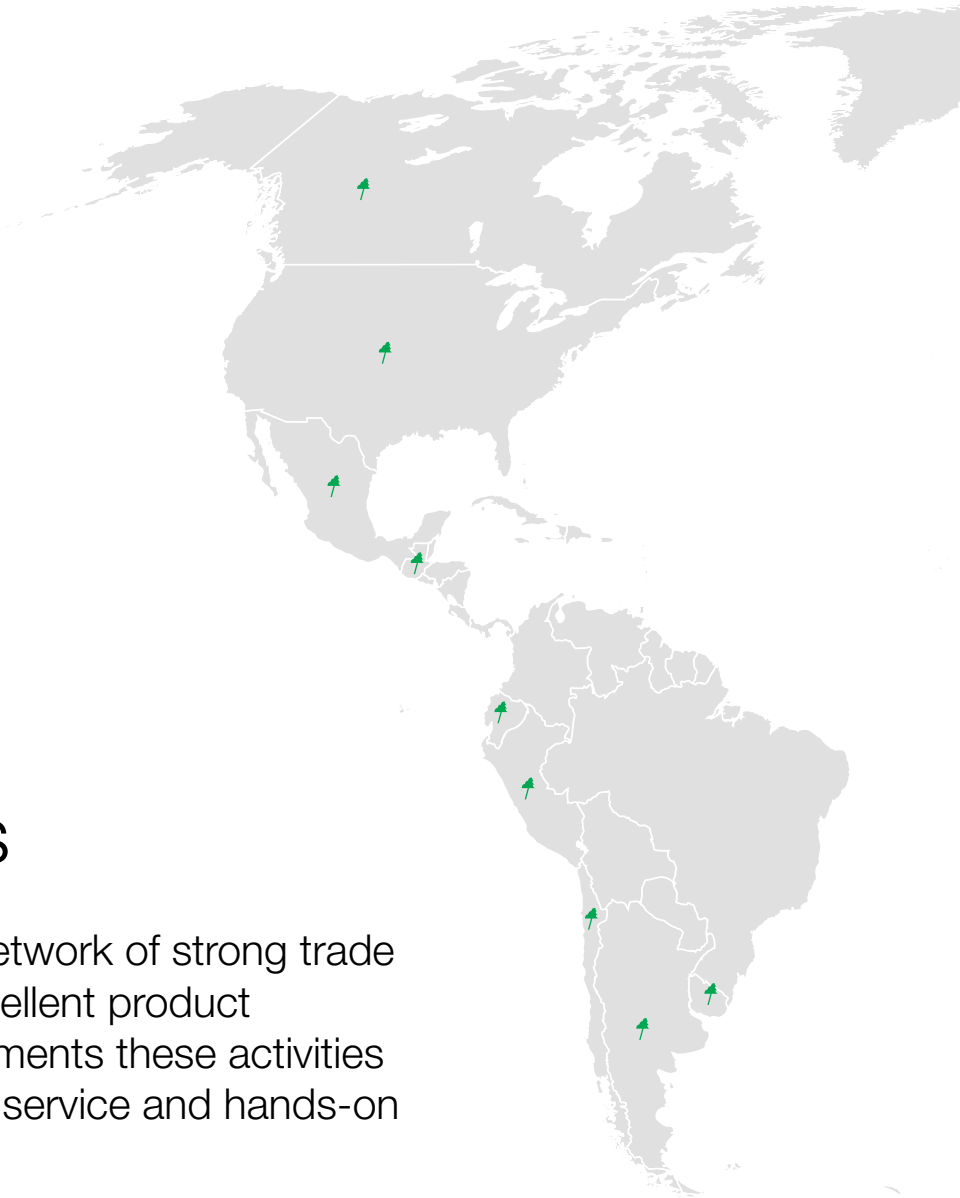 s
etwork of strong trade
ellent product
ments these activities
service and hands-on